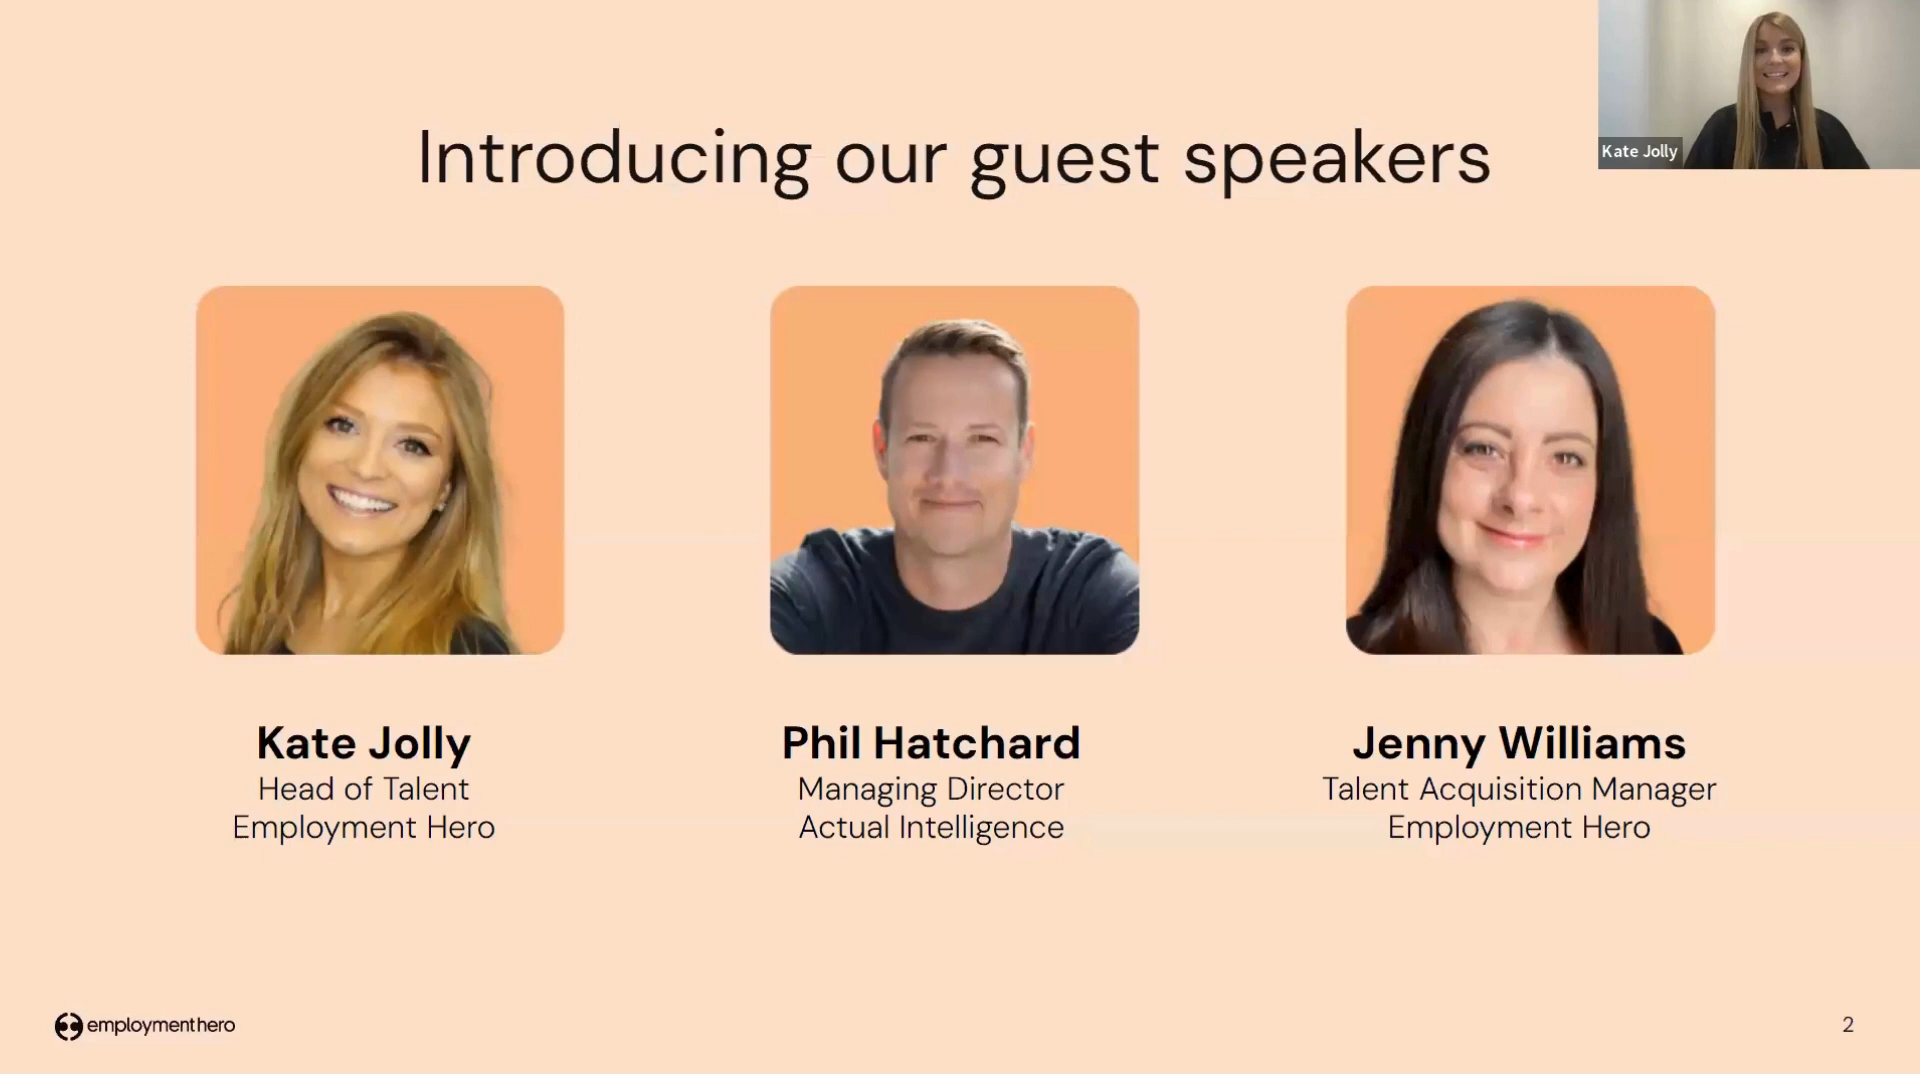 Introducing our guest speakers
Kate Jolly
Kate Jolly
Head of Talent
Employment Hero
Phil Hatchard
Managing Director
Actual Intelligence
Jenny Williams
Talent Acquisition Manager
Employment Hero
employmenthero
2